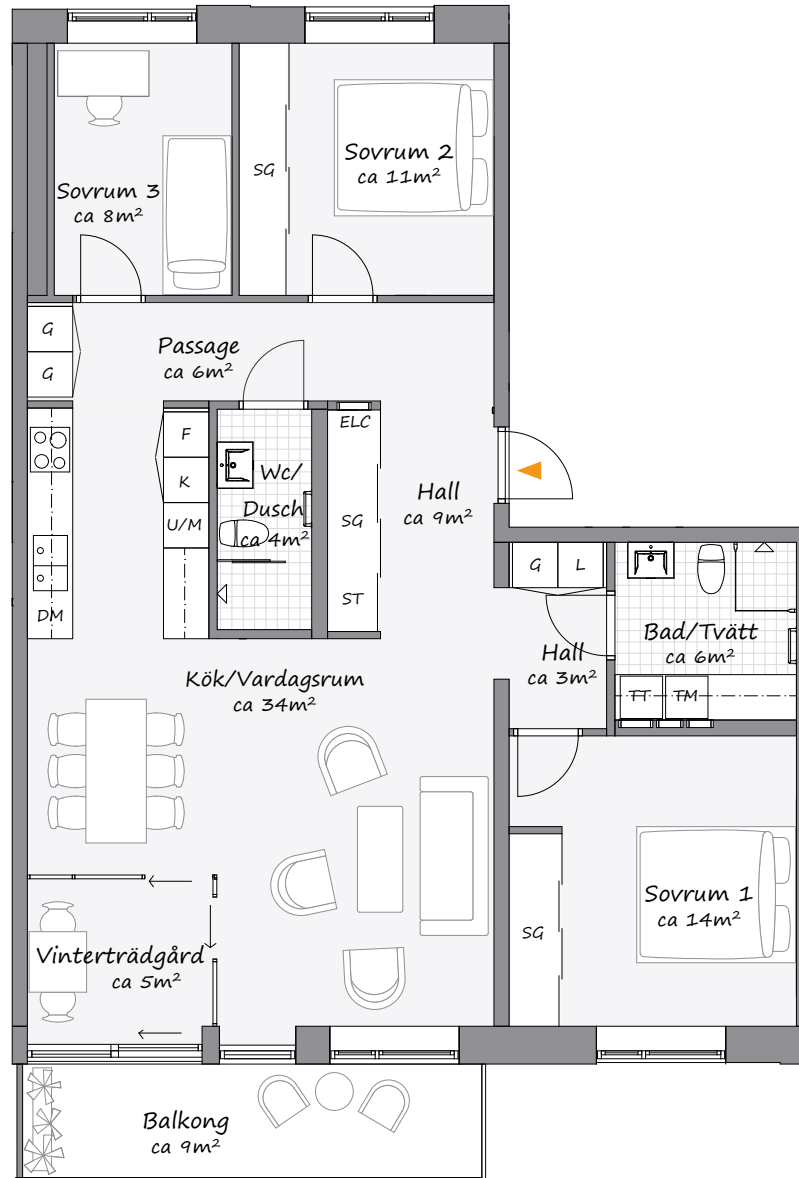 Sovrum 3
ca 8m²
SG
Sovrum 2
ca 11m²
G
G
Passage
ca 6m²
F
K
U/M
DM
Wc/
Dusch
ca 4m²
ELC
SG
ST
Hall
ca 9m²
G
L
Hall
ca 3m²
Bad/Tvätt
ca 6m²
TT
TM
Kök/Vardagsrum
ca 34m²
Sovrum 1
ca 14m²
SG
Vinterträdgård
ca 5m²
Balkong
ca 9m²